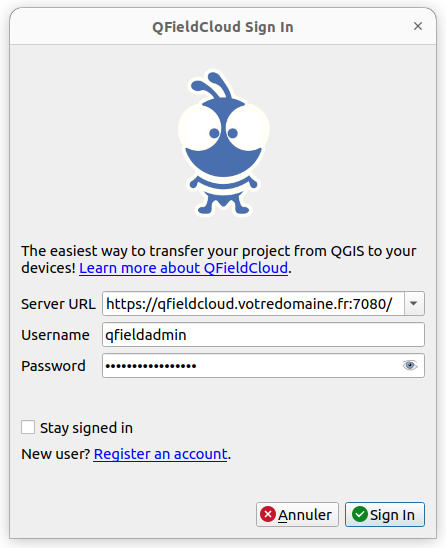 QFieldCloud Sign In
The easiest way to transfer your project from QGIS to your
devices! Learn more about QFieldCloud.
Server URL https://qfieldcloud.votredomaine.fr:7080/
Username qfieldadmin
Password •••••••••••••••••
Stay signed in
New user? Register an account.
Annuler Sign In